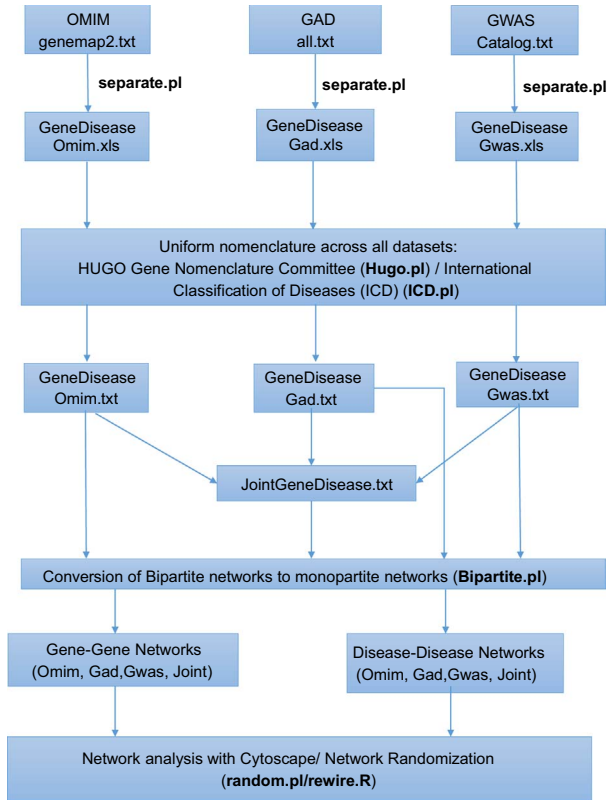 OMIM
genemap2.txt
GAD
all.txt
GWAS
Catalog.txt
separate.pl
separate.pl
separate.pl
GeneDisease
Omim.xls
GeneDisease
Gad.xls
GeneDisease
Gwas.xls
Uniform nomenclature across all datasets:
HUGO Gene Nomenclature Committee (Hugo.pl) / International
Classification of Diseases (ICD) (ICD.pl)
GeneDisease
Omim.txt
GeneDisease
Gad.txt
GeneDisease
Gwas.txt
JointGeneDisease.txt
Conversion of Bipartite networks to monopartite networks (Bipartite.pl)
Gene-Gene Networks
(Omim, Gad,Gwas, Joint)
Disease-Disease Networks
(Omim, Gad,Gwas, Joint)
Network analysis with Cytoscape/ Network Randomization
(random.pl/rewire.R)